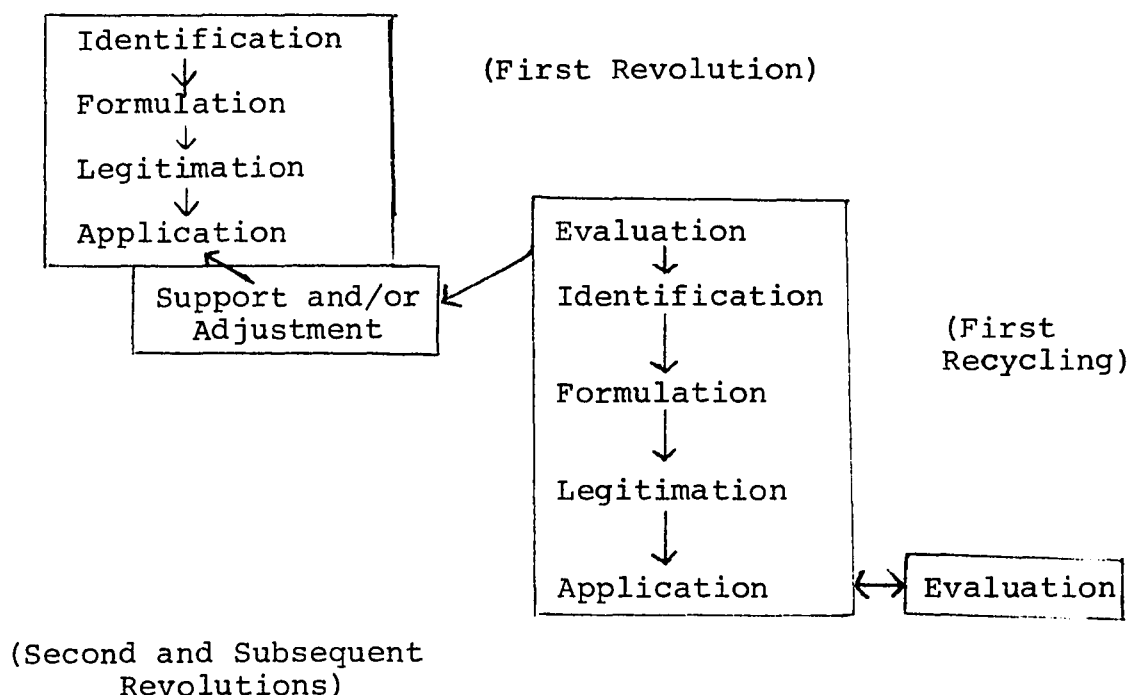 Identification
Formulation
Legitimation
Application
Support and/or
Adjustment
(First Revolution)
Evaluation
Identification
Formulation
Legitimation
Application
(First
Recycling)
Evaluation
(Second and Subsequent
Revolutions)